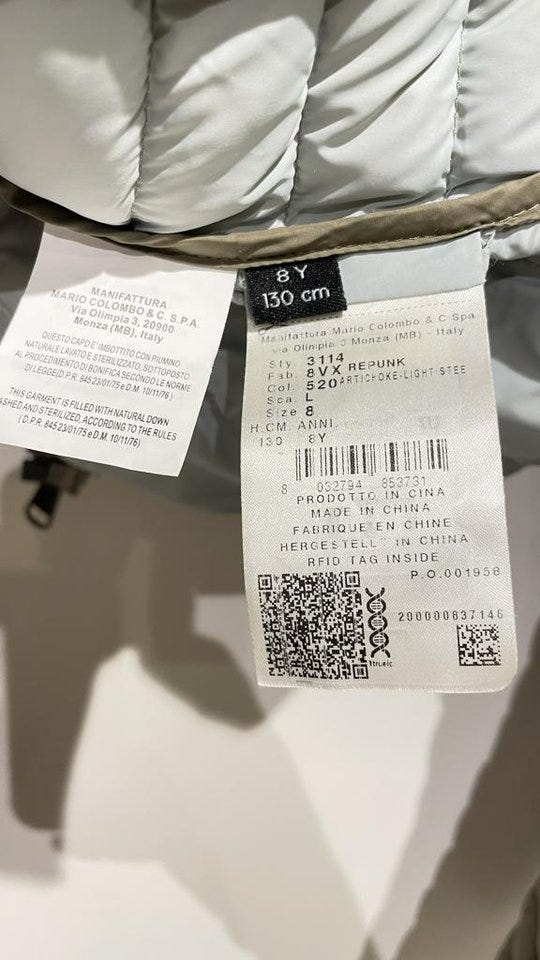 MANIFATTURA
MARIO COLOMBO & C. S.P.A.
Via Olimpia 3, 20900
Monza (MB), Italy
QUESTO CAPO E' IMBOTTITO CON PIUMINO
NATURALE LAVATO E STERILIZZATO, SOTTOPOSTO
AL PROCEDIMENTO DI BONIFICA SECONDO LE NORME
DI LEGGE (D.P.R. 845 23/01/75 e D.M. 10/11/76)
THIS GARMENT IS FILLED WITH NATURAL DOWN
ASHED AND STERILIZED, ACCORDING TO THE RULES
(D.P.R. 845 23/01/75 e D.M. 10/11/76)
8 Y
130 cm
Manifattura Mario Colombo & C Spa
via Olimpia 3 Monza (MB) - Italy
Sty. 3114
Fab. 8VX REPUNK
Col. 520 ARTICHOKE-LIGHT STEE
Sca. L
Size 8
H.CM. ANNI.
130 8Y
8 032794 853731
PRODOTTO IN CINA
MADE IN CHINA
FABRIQUE EN CHINE
HERGESTELLT IN CHINA
RFID TAG INSIDE
P.O.001958
200000837146
1trueid